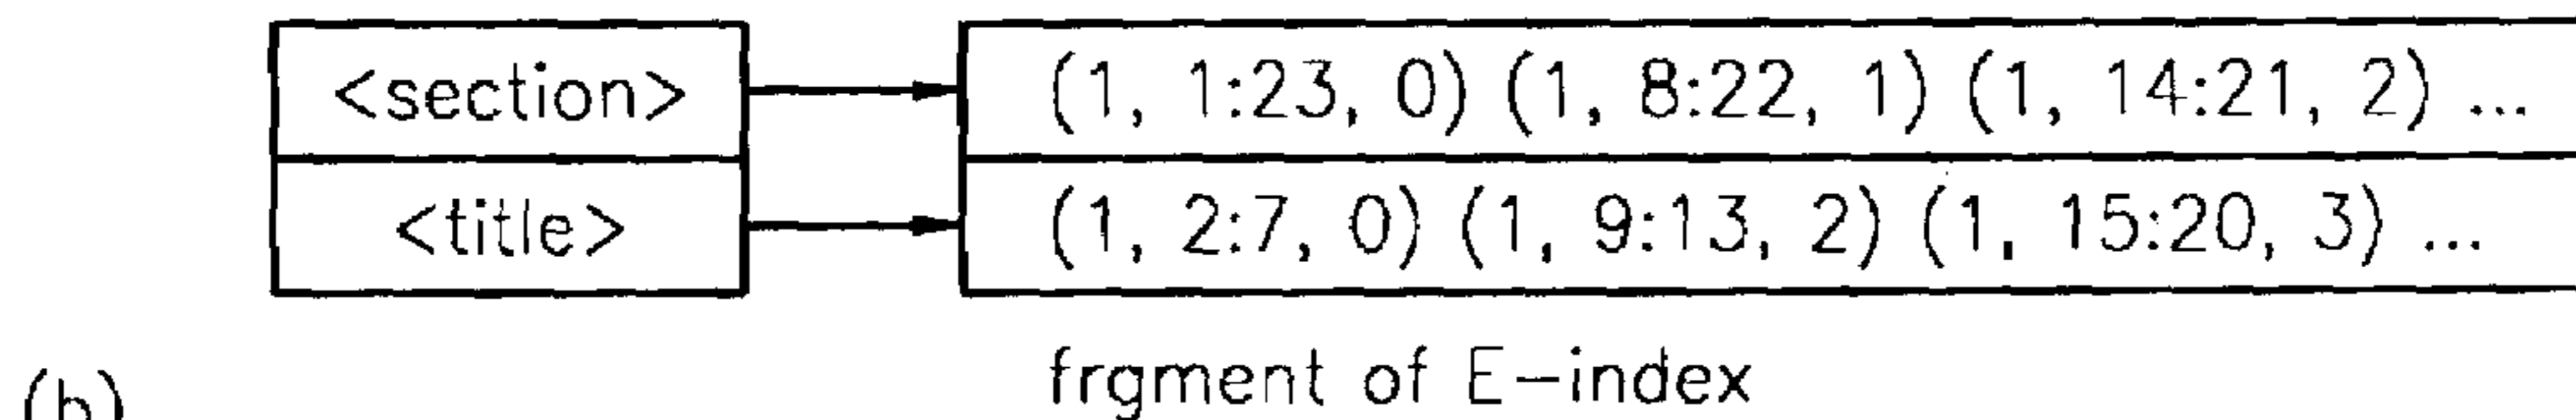 <section> (1, 1:23, 0) (1, 8:22, 1) (1, 14:21, 2) ...
<title> (1, 2:7, 0) (1, 9:13, 2) (1, 15:20, 3) ...
frgment of E-index
(b)